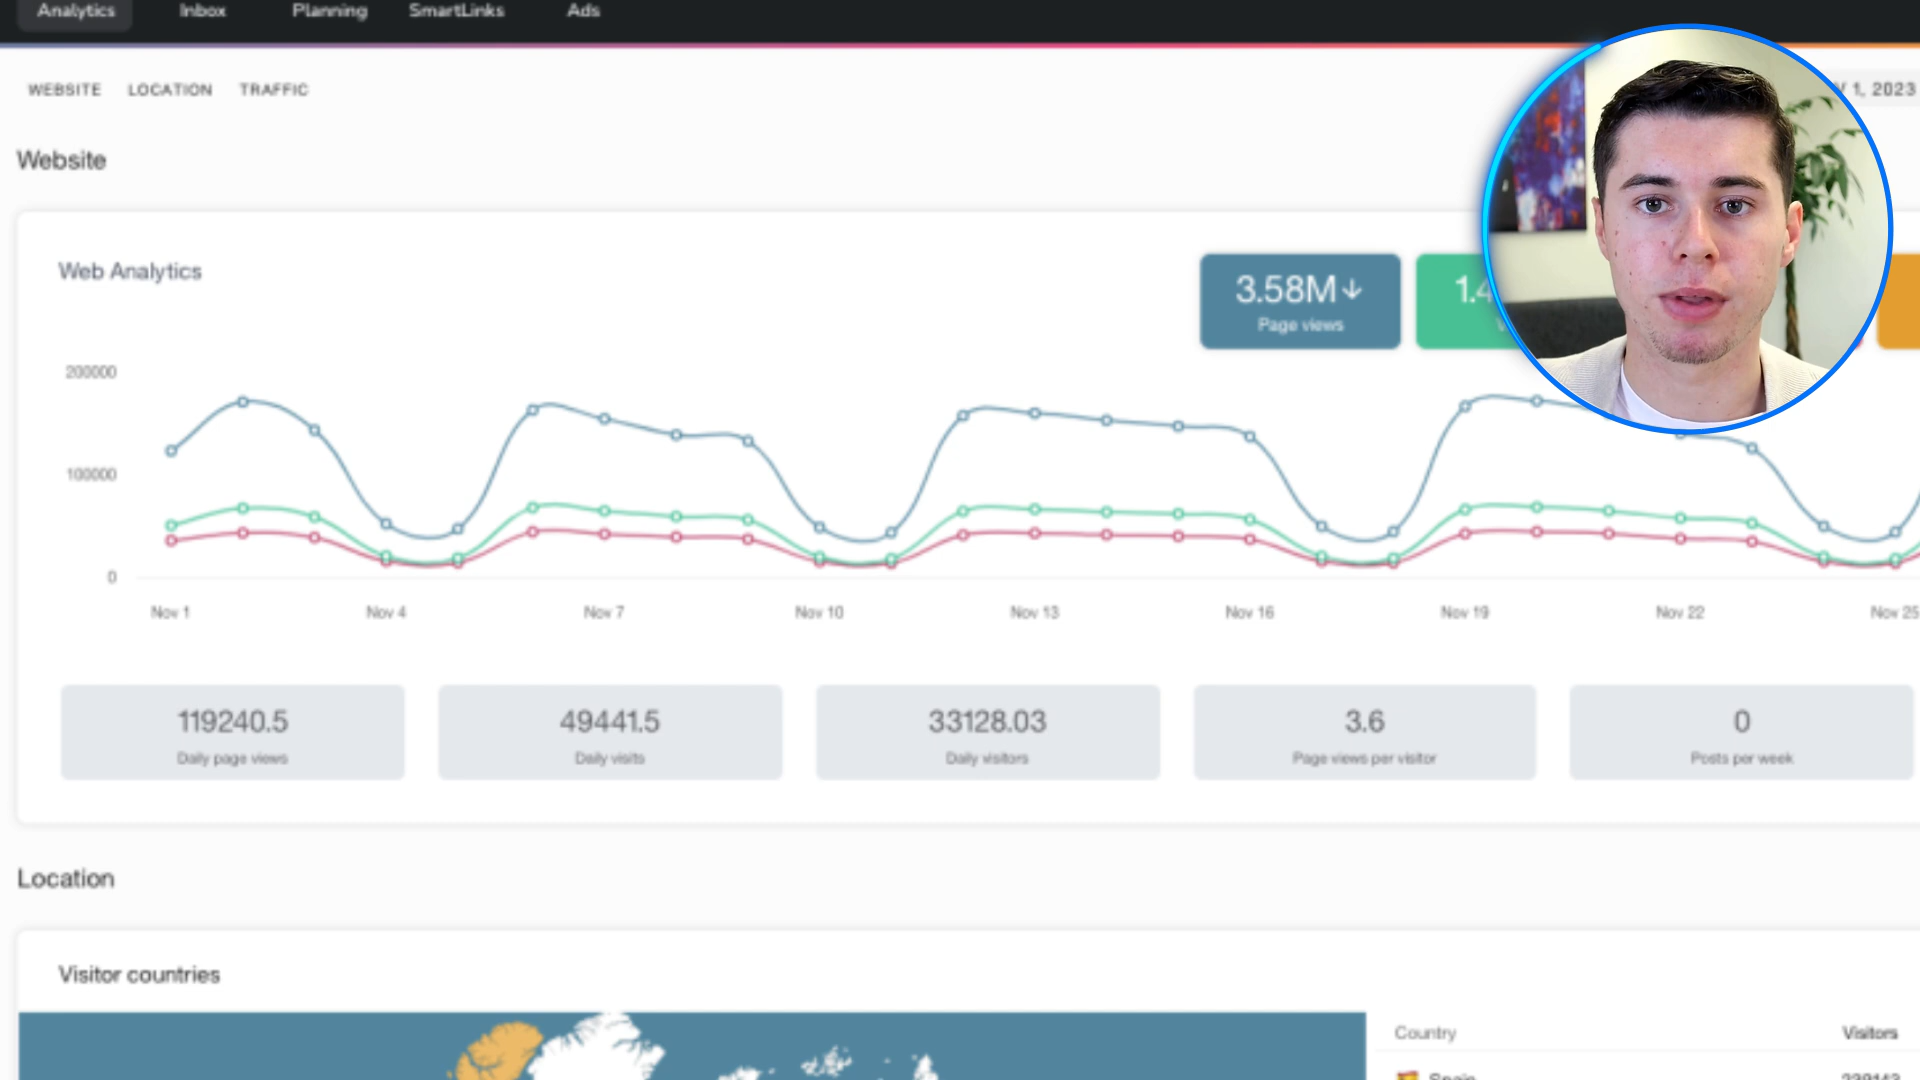 Analytics Inbox Planning SmartLinks Ads
WEBSITE LOCATION TRAFFIC
1, 2023
Website
Web Analytics
3.58M↓
Page views
1.4
200000
100000
0
Nov 1 Nov 4 Nov 7 Nov 10 Nov 13 Nov 16 Nov 19 Nov 22 Nov 25
119240.5 49441.5 33128.03 3.6 0
Daily page views Daily visits Daily visitors Page views per visitor Posts per week
Location
Visitor countries
Country Visitors
Spain